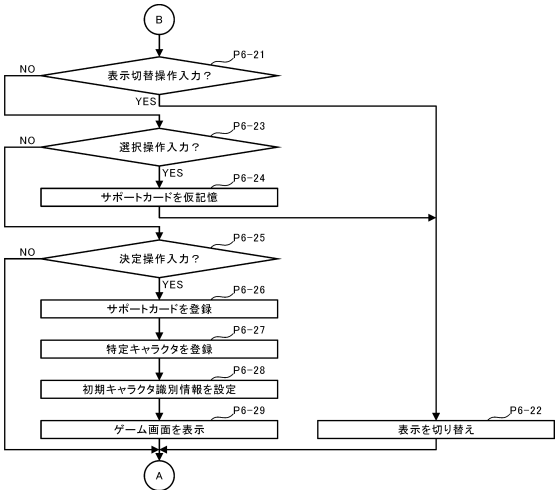 B
P6-21
表示切替操作入力?
NO
YES
P6-23
選択操作入力?
NO
YES
P6-24
サポートカードを仮記憶
P6-25
決定操作入力?
NO
YES
P6-26
サポートカードを登録
P6-27
特定キャラクタを登録
P6-28
初期キャラクタ識別情報を設定
P6-29
ゲーム画面を表示
P6-22
表示を切り替え
A